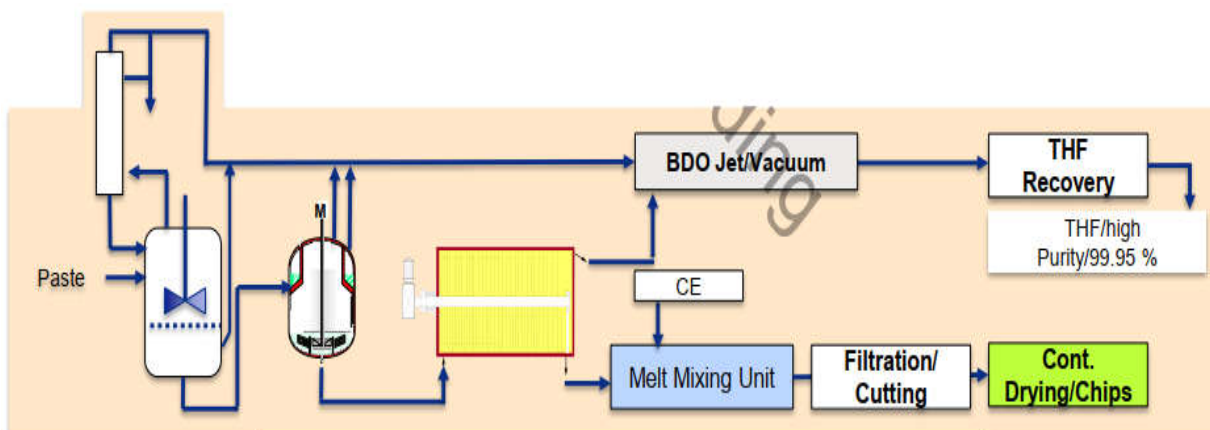 M
BDO Jet/Vacuum
THF
Recovery
THF/high
Purity/99.95 %
Paste
CE
Melt Mixing Unit
Filtration/
Cutting
Cont.
Drying/Chips